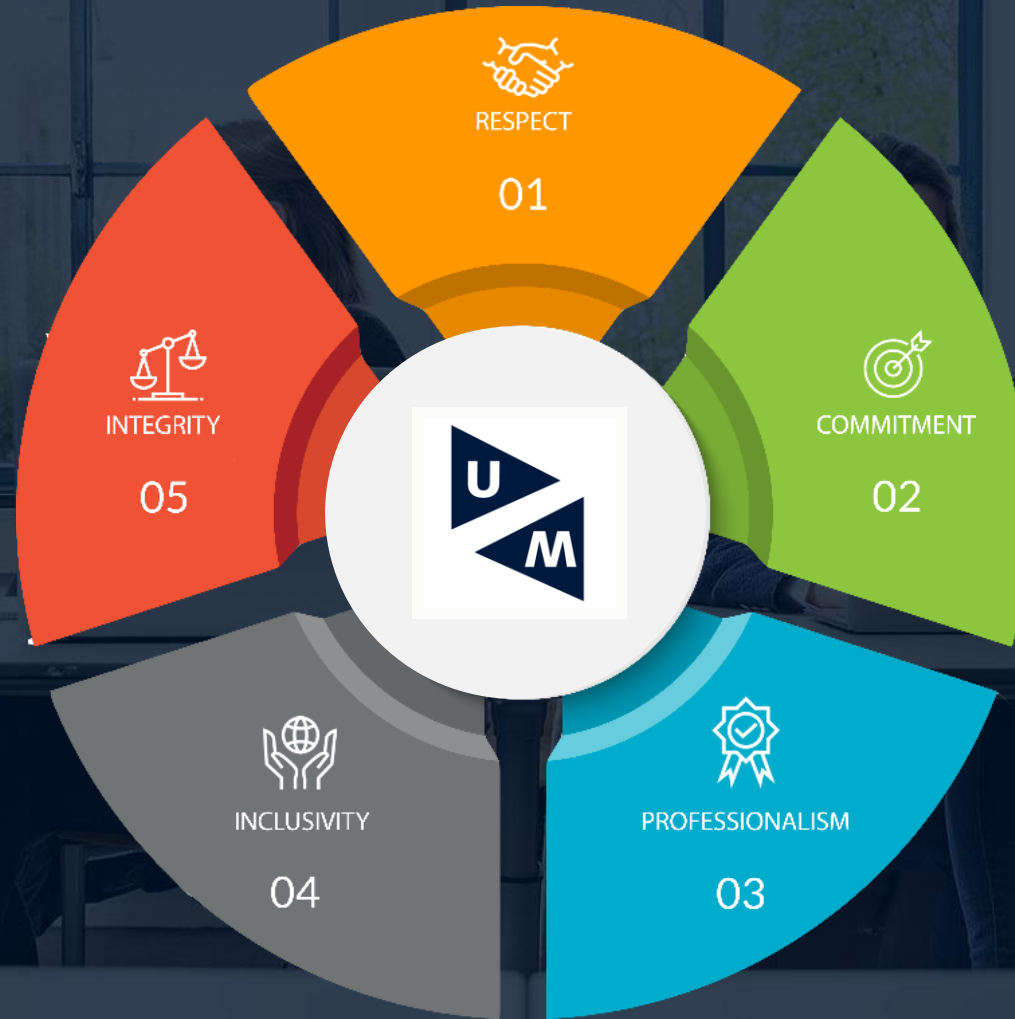 RESPECT
01
COMMITMENT
02
PROFESSIONALISM
03
INCLUSIVITY
04
INTEGRITY
05
U
M